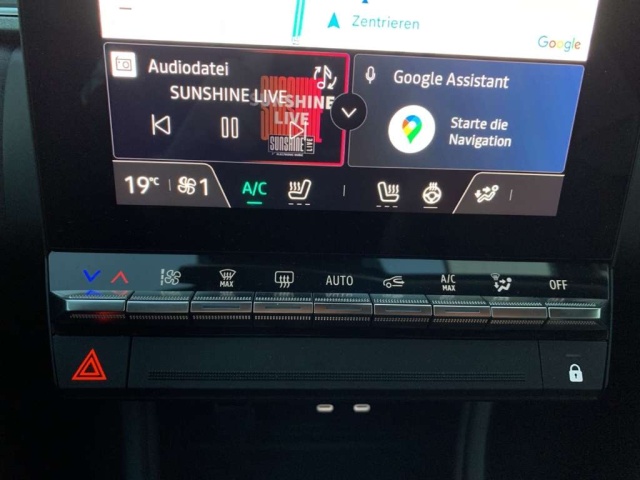 Zentrieren
Google
Audiodatei
SUNSHINE LIVE
SUNSHINE
LIVE
SUNSHINE
LIVE
Google Assistant
Starte die
Navigation
19°C
1
A/C
MAX
AUTO
A/C
MAX
OFF